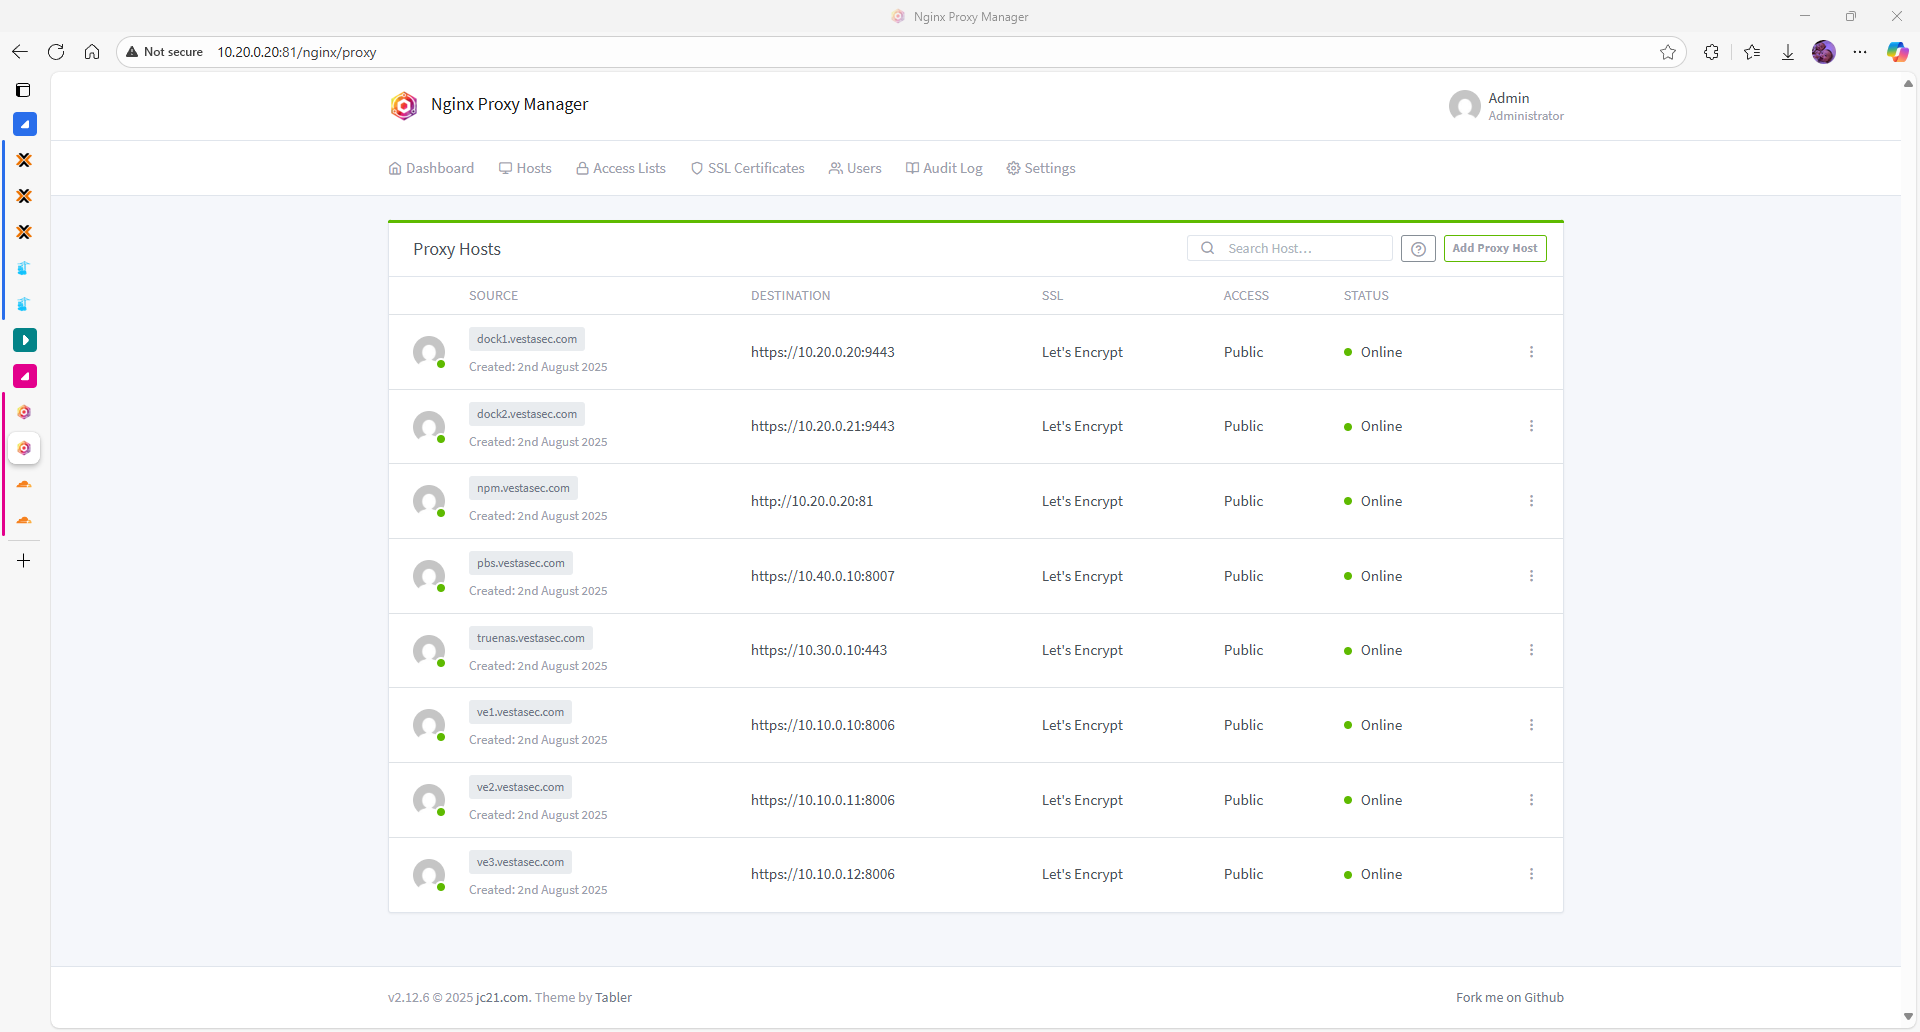 Nginx Proxy Manager
Not secure 10.20.0.20:81/nginx/proxy
Nginx Proxy Manager
Admin
Administrator
Dashboard Hosts Access Lists SSL Certificates Users Audit Log Settings
Proxy Hosts Search Host... Add Proxy Host
SOURCE DESTINATION SSL ACCESS STATUS
dock1.vestasec.com
Created: 2nd August 2025
https://10.20.0.20:9443 Let's Encrypt Public Online
dock2.vestasec.com
Created: 2nd August 2025
https://10.20.0.21:9443 Let's Encrypt Public Online
npm.vestasec.com
Created: 2nd August 2025
http://10.20.0.20:81 Let's Encrypt Public Online
pbs.vestasec.com
Created: 2nd August 2025
https://10.40.0.10:8007 Let's Encrypt Public Online
truenas.vestasec.com
Created: 2nd August 2025
https://10.30.0.10:443 Let's Encrypt Public Online
ve1.vestasec.com
Created: 2nd August 2025
https://10.10.0.10:8006 Let's Encrypt Public Online
ve2.vestasec.com
Created: 2nd August 2025
https://10.10.0.11:8006 Let's Encrypt Public Online
ve3.vestasec.com
Created: 2nd August 2025
https://10.10.0.12:8006 Let's Encrypt Public Online
v2.12.6 © 2025 jc21.com. Theme by Tabler Fork me on Github